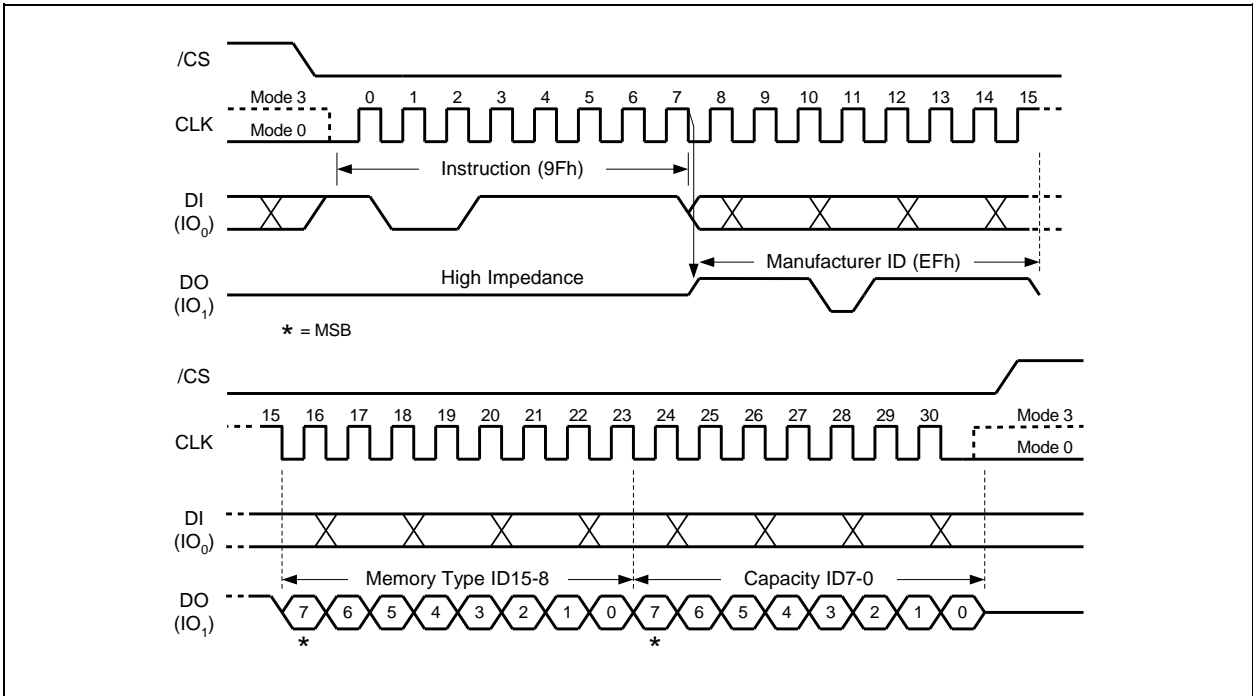 /CS
Mode 3 0 1 2 3 4 5 6 7 8 9 10 11 12 13 14 15
CLK
Mode 0
Instruction (9Fh)
DI
(IO0)
Manufacturer ID (EFh)
High Impedance
DO
(IO1)
* = MSB
/CS
15 16 17 18 19 20 21 22 23 24 25 26 27 28 29 30 Mode 3
CLK
Mode 0
DI
(IO0)
Memory Type ID15-8 Capacity ID7-0
DO
(IO1)
7 6 5 4 3 2 1 0 7 6 5 4 3 2 1 0
* *